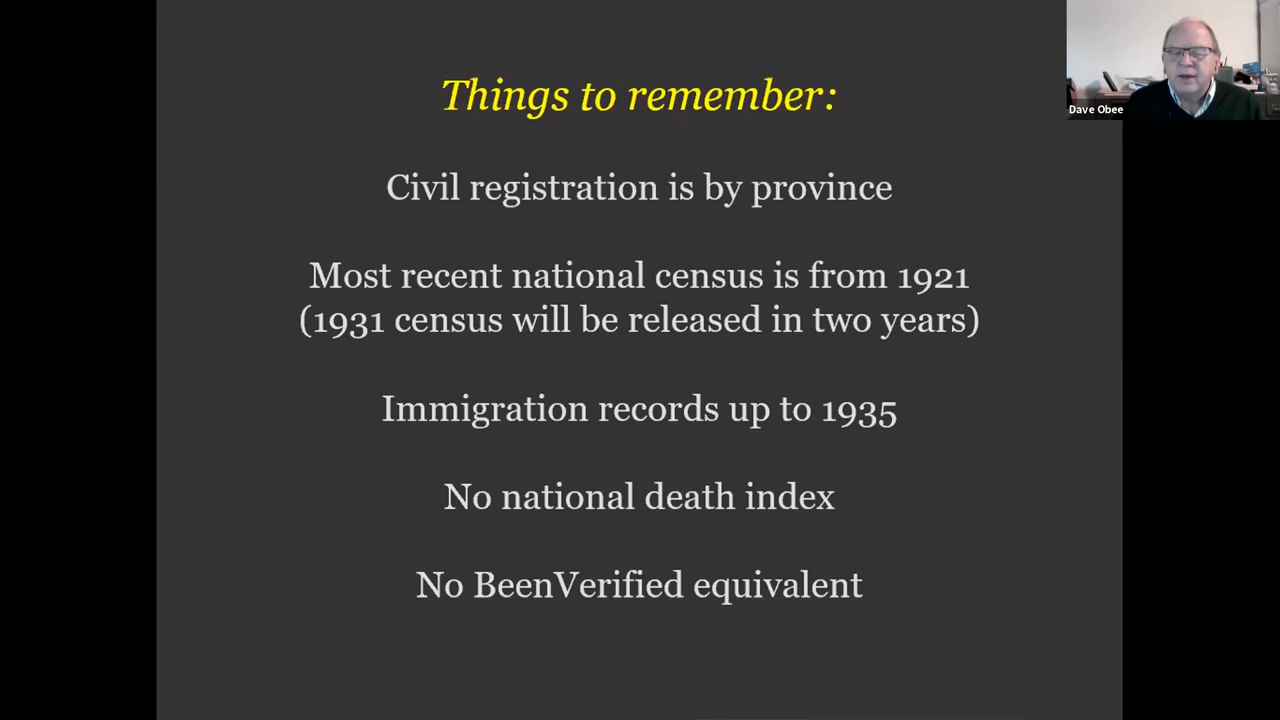 Things to remember:
Civil registration is by province
Most recent national census is from 1921
(1931 census will be released in two years)
Immigration records up to 1935
No national death index
No BeenVerified equivalent
Dave Obee